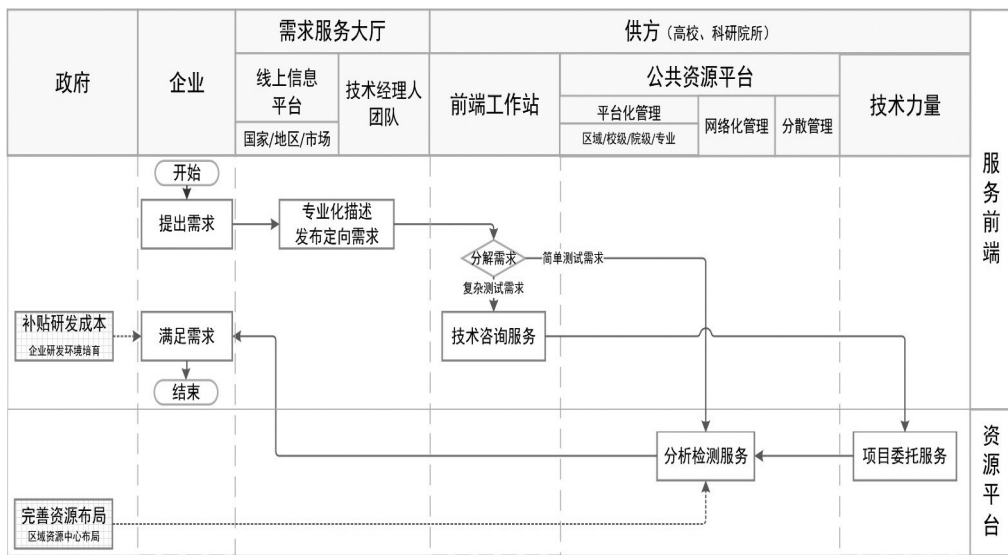 政府
企业
需求服务大厅
线上信息
平台
国家/地区/市场
技术经理人
团队
供方（高校、科研院所）
前端工作站
公共资源平台
平台化管理
区域/校级/院级/专业
网络化管理
分散管理
技术力量
服务前端
开始
提出需求
专业化描述
发布定向需求
分解需求
简单测试需求
复杂测试需求
补贴研发成本
企业研发环境培育
满足需求
技术咨询服务
结束
资源平台
分析检测服务
项目委托服务
完善资源布局
区域资源中心布局